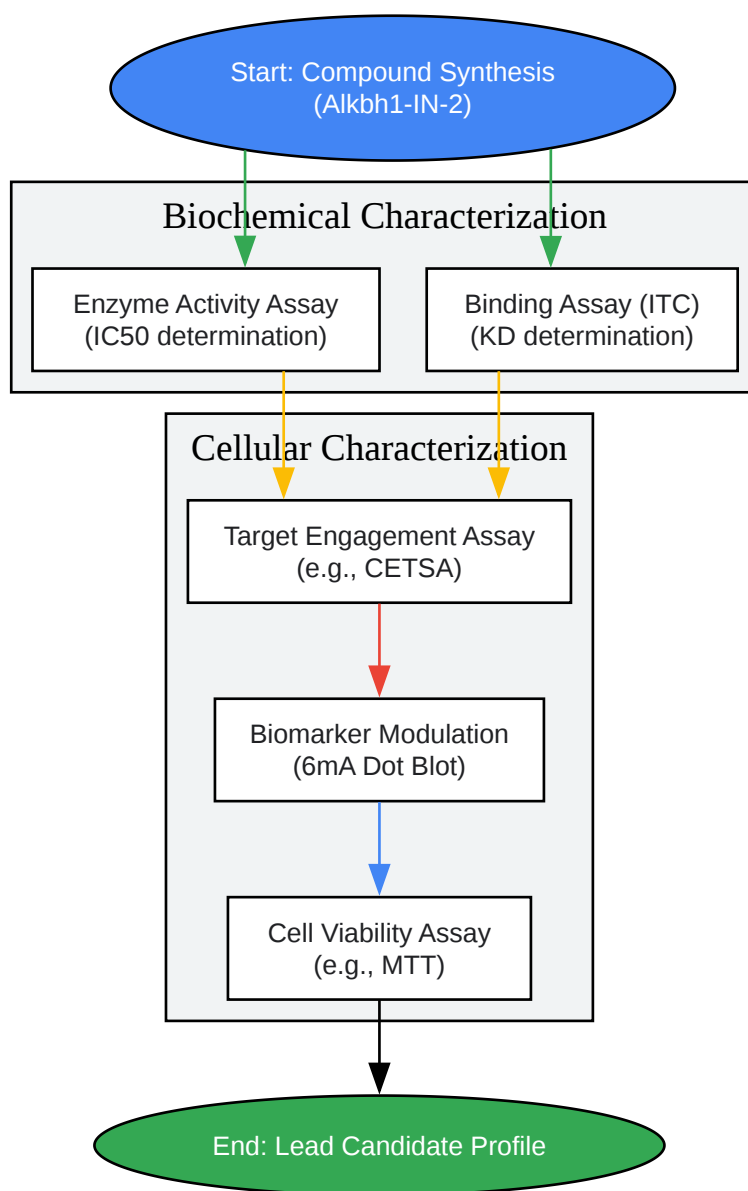 Start: Compound Synthesis
(Alkbh1-IN-2)
Biochemical Characterization
Enzyme Activity Assay
(IC50 determination)
Binding Assay (ITC)
(KD determination)
Cellular Characterization
Target Engagement Assay
(e.g., CETSA)
Biomarker Modulation
(6mA Dot Blot)
Cell Viability Assay
(e.g., MTT)
End: Lead Candidate Profile